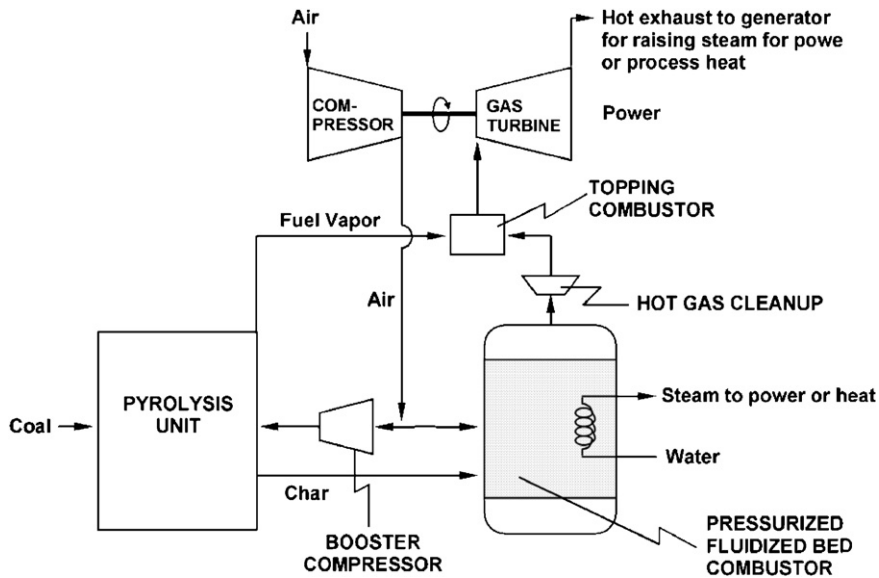 Air
Hot exhaust to generator
for raising steam for powe
or process heat
COM-
PRESSOR
GAS
TURBINE
Power
TOPPING
COMBUSTOR
Fuel Vapor
Air
HOT GAS CLEANUP
PYROLYSIS
UNIT
Coal
Steam to power or heat
Water
Char
BOOSTER
COMPRESSOR
PRESSURIZED
FLUIDIZED BED
COMBUSTOR